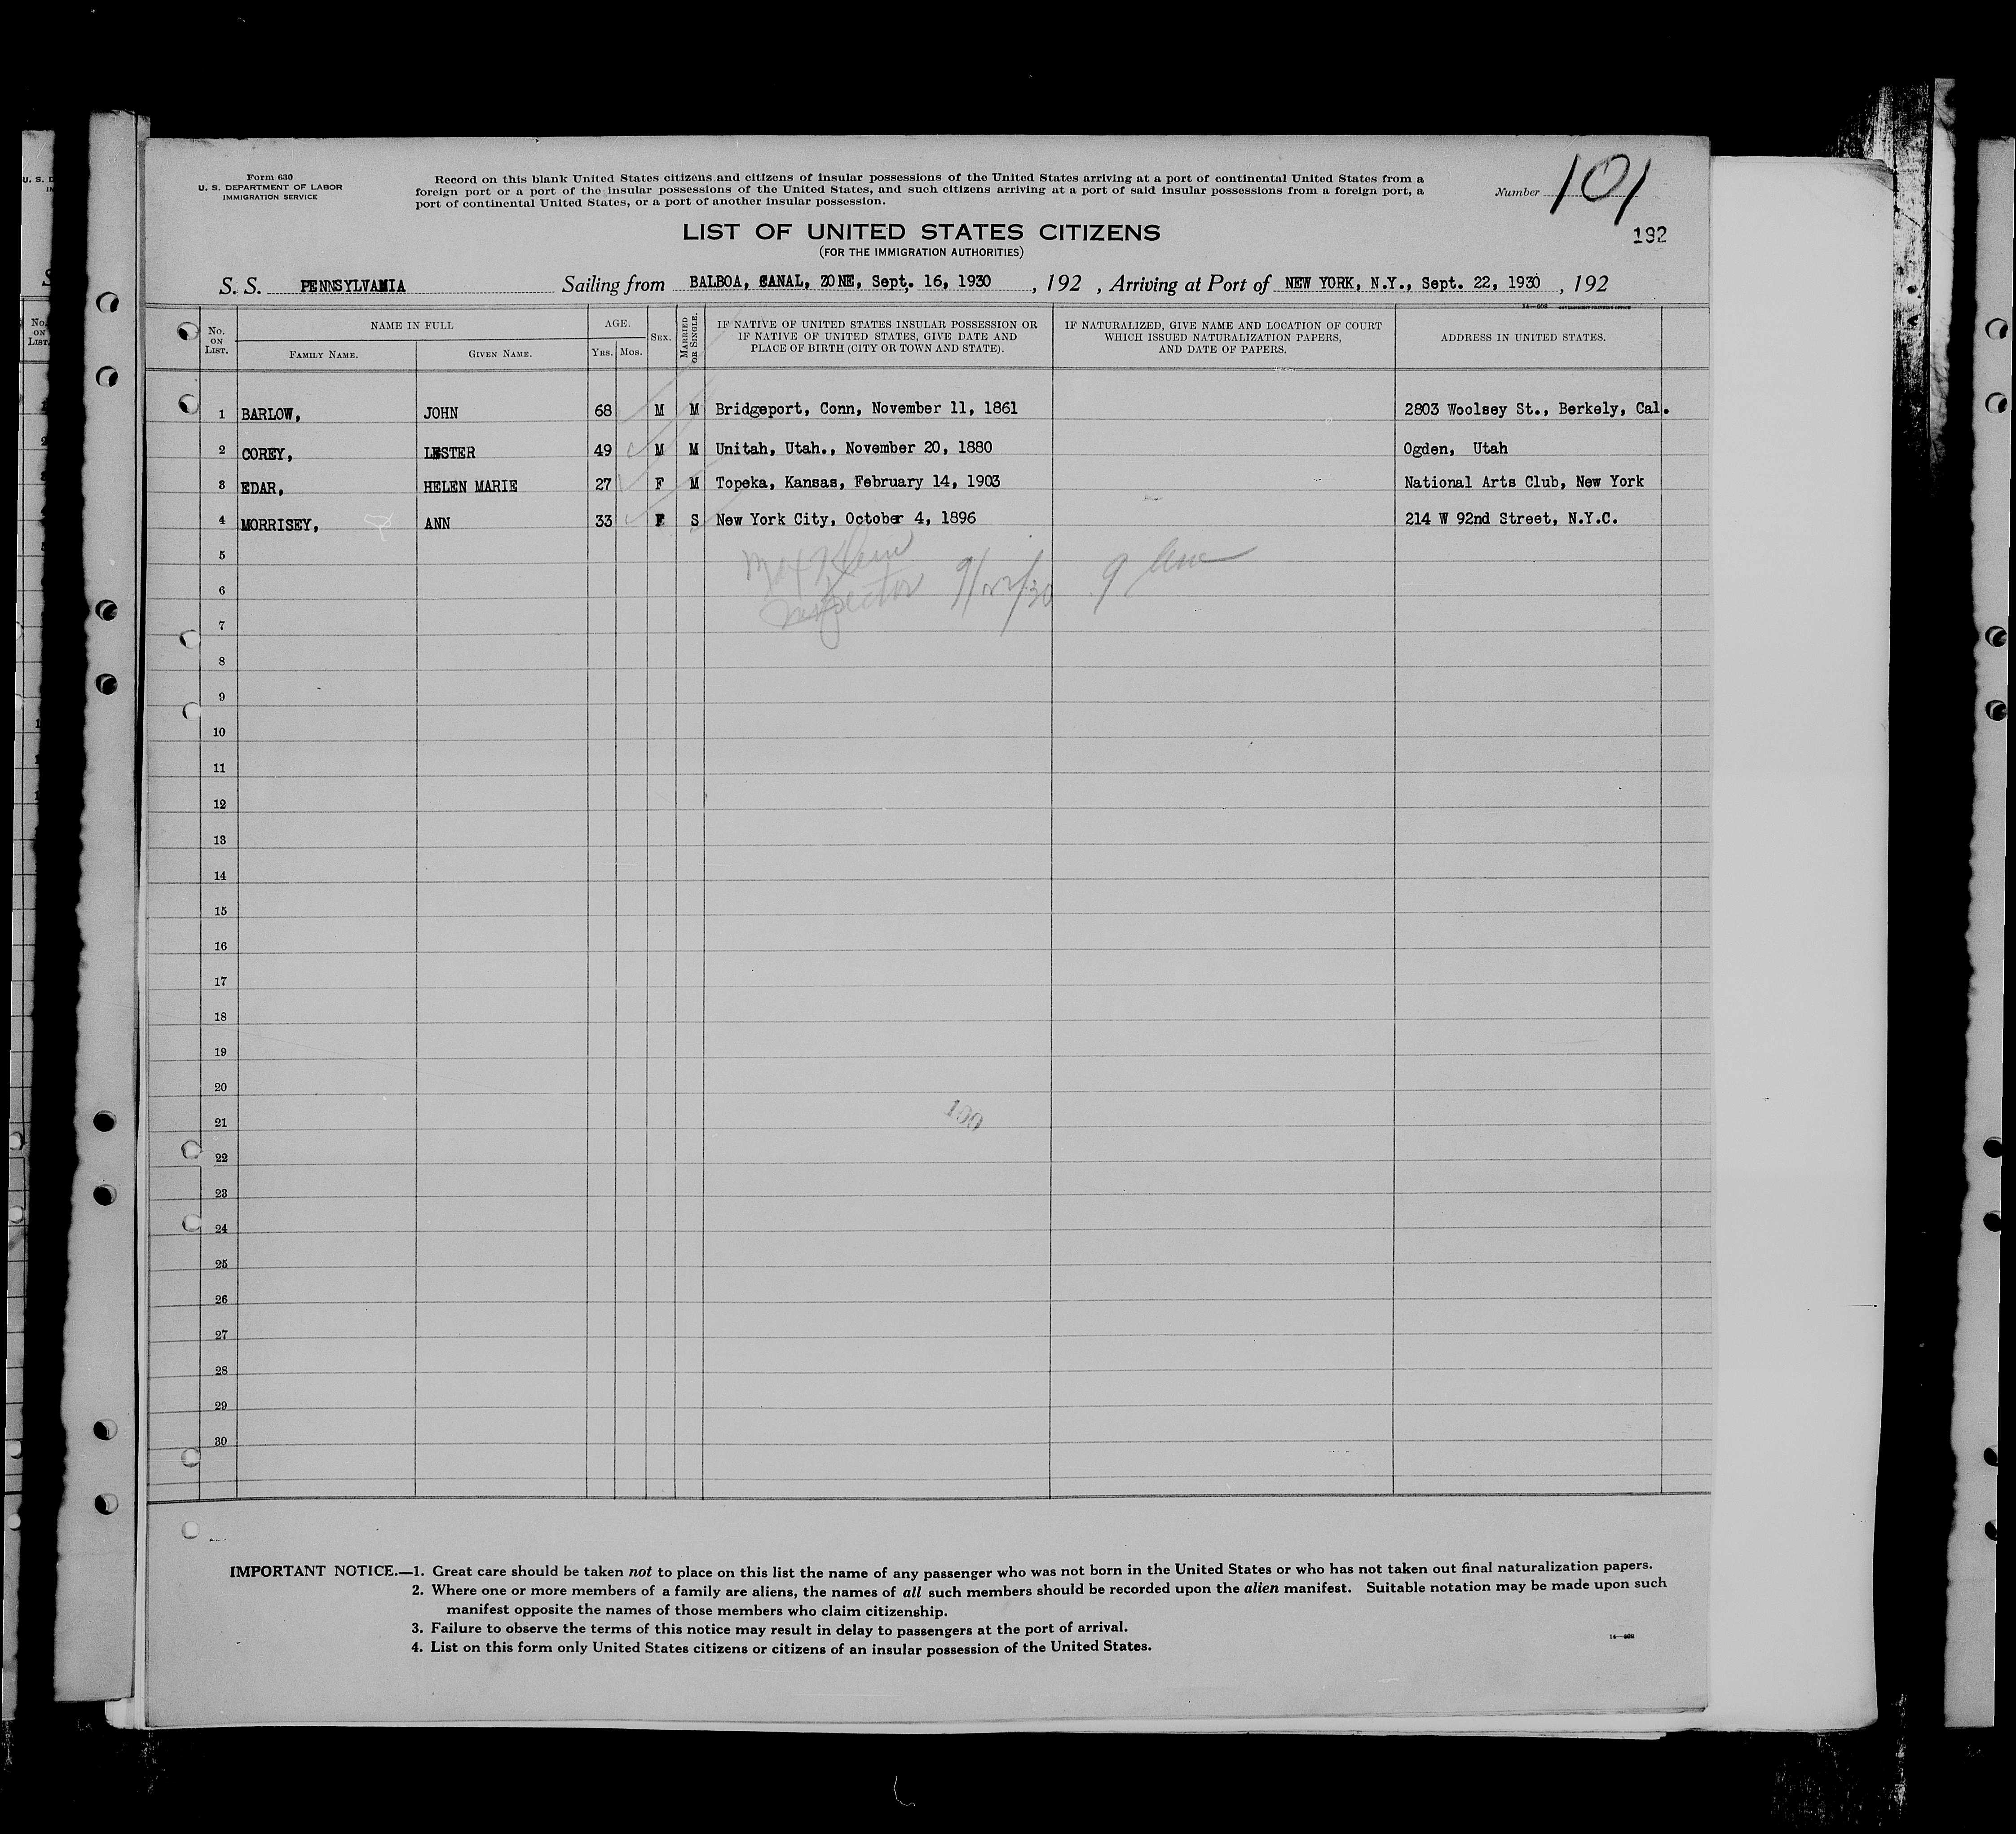 Form 630
U. S. DEPARTMENT OF LABOR
IMMIGRATION SERVICE
Record on this blank United States citizens and citizens of insular possessions of the United States arriving at a port of continental United States from a
foreign port or a port of the insular possessions of the United States, and such citizens arriving at a port of said insular possessions from a foreign port, a
port of continental United States, or a port of another insular possession.
Number 101
192
LIST OF UNITED STATES CITIZENS
(FOR THE IMMIGRATION AUTHORITIES)
S. S. PENNSYLVANIA Sailing from BALBOA, CANAL, ZONE, Sept, 16, 1930 , 192 , Arriving at Port of NEW YORK, N.Y., Sept. 22, 1930 , 192
No. ON LIST. NAME IN FULL FAMILY NAME. GIVEN NAME. AGE. YRS. MOS. SEX. MARRIED OR SINGLE. IF NATIVE OF UNITED STATES INSULAR POSSESSION OR IF NATIVE OF UNITED STATES, GIVE DATE AND PLACE OF BIRTH (CITY OR TOWN AND STATE). IF NATURALIZED, GIVE NAME AND LOCATION OF COURT WHICH ISSUED NATURALIZATION PAPERS, AND DATE OF PAPERS. ADDRESS IN UNITED STATES.
1 BARLOW, JOHN 68 M M Bridgeport, Conn, November 11, 1861 2803 Woolsey St., Berkely, Cal.
2 COREY, LESTER 49 M M Unitah, Utah., November 20, 1880 Ogden, Utah
3 EDAR, HELEN MARIE 27 F M Topeka, Kansas, February 14, 1903 National Arts Club, New York
4 MORRISEY, ANN 33 F S New York City, October 4, 1896 214 W 92nd Street, N.Y.C.
5 Max Klein
6 Inspector 9/22/30
7
8
9
10
11
12
13
14
15
16
17
18
19
20
21 100
22
23
24
25
26
27
28
29
30
IMPORTANT NOTICE.—1. Great care should be taken not to place on this list the name of any passenger who was not born in the United States or who has not taken out final naturalization papers.
2. Where one or more members of a family are aliens, the names of all such members should be recorded upon the alien manifest. Suitable notation may be made upon such
manifest opposite the names of those members who claim citizenship.
3. Failure to observe the terms of this notice may result in delay to passengers at the port of arrival.
4. List on this form only United States citizens or citizens of an insular possession of the United States.